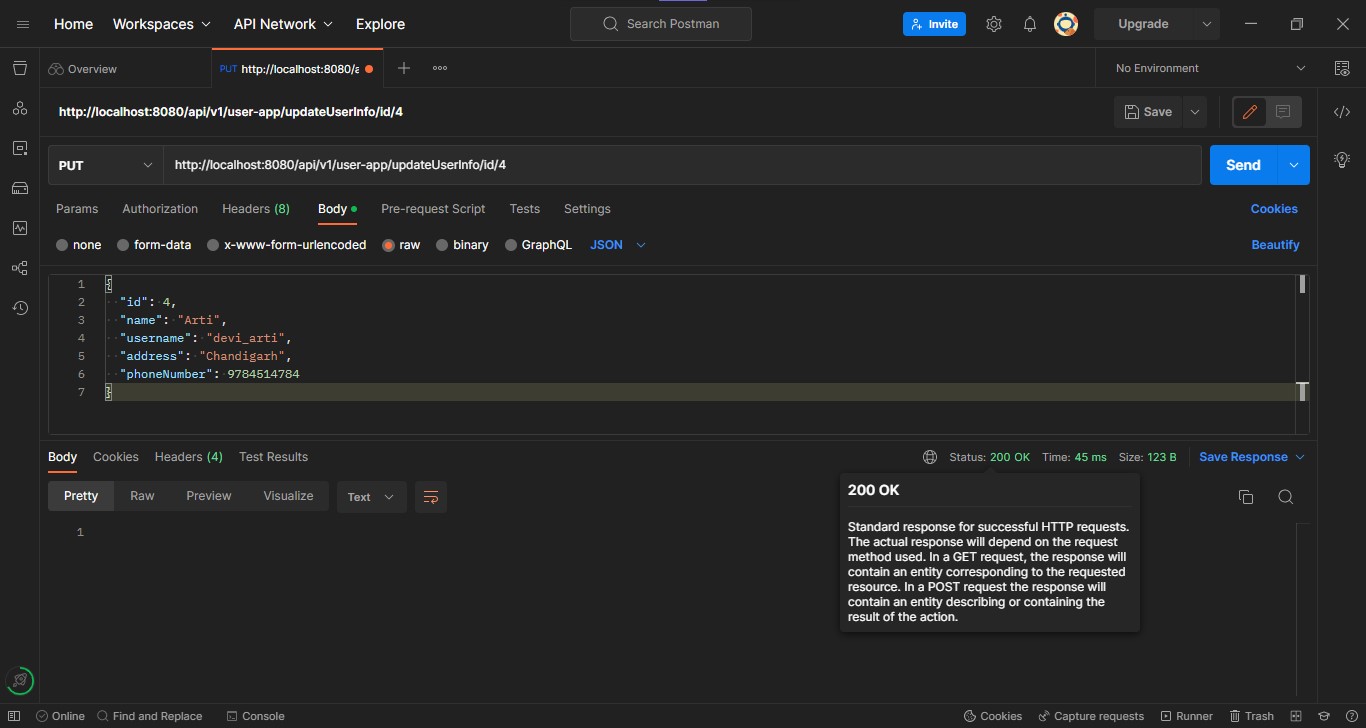 Home Workspaces API Network Explore Search Postman Invite Upgrade
Overview PUT http://localhost:8080/a No Environment
http://localhost:8080/api/v1/user-app/updateUserInfo/id/4 Save
PUT http://localhost:8080/api/v1/user-app/updateUserInfo/id/4 Send
Params Authorization Headers (8) Body Pre-request Script Tests Settings Cookies
none form-data x-www-form-urlencoded raw binary GraphQL JSON Beautify
1 {
2 "id": 4,
3 "name": "Arti",
4 "username": "devi_arti",
5 "address": "Chandigarh",
6 "phoneNumber": 9784514784
7 }
Body Cookies Headers (4) Test Results Status: 200 OK Time: 45 ms Size: 123 B Save Response
Pretty Raw Preview Visualize Text
1
200 OK
Standard response for successful HTTP requests.
The actual response will depend on the request
method used. In a GET request, the response will
contain an entity corresponding to the requested
resource. In a POST request the response will
contain an entity describing or containing the
result of the action.
Online Find and Replace Console Cookies Capture requests Runner Trash